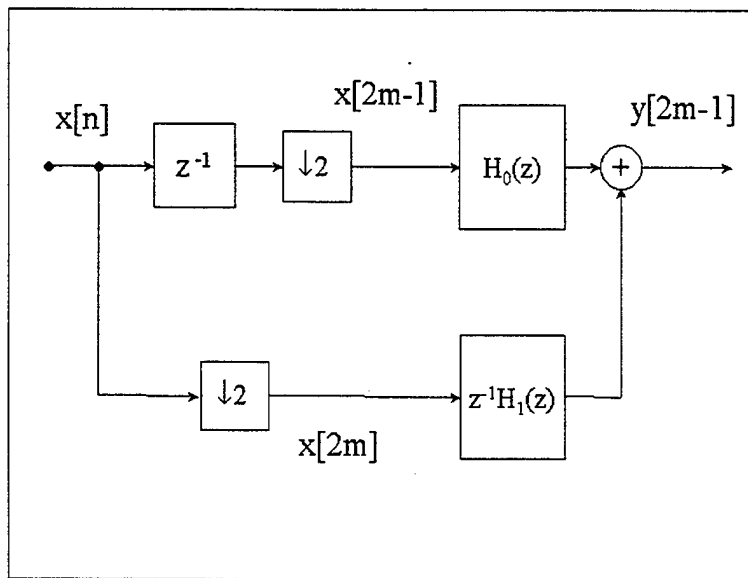 x[n]
z⁻¹
↓2
x[2m-1]
H₀(z)
+
y[2m-1]
↓2
x[2m]
z⁻¹H₁(z)